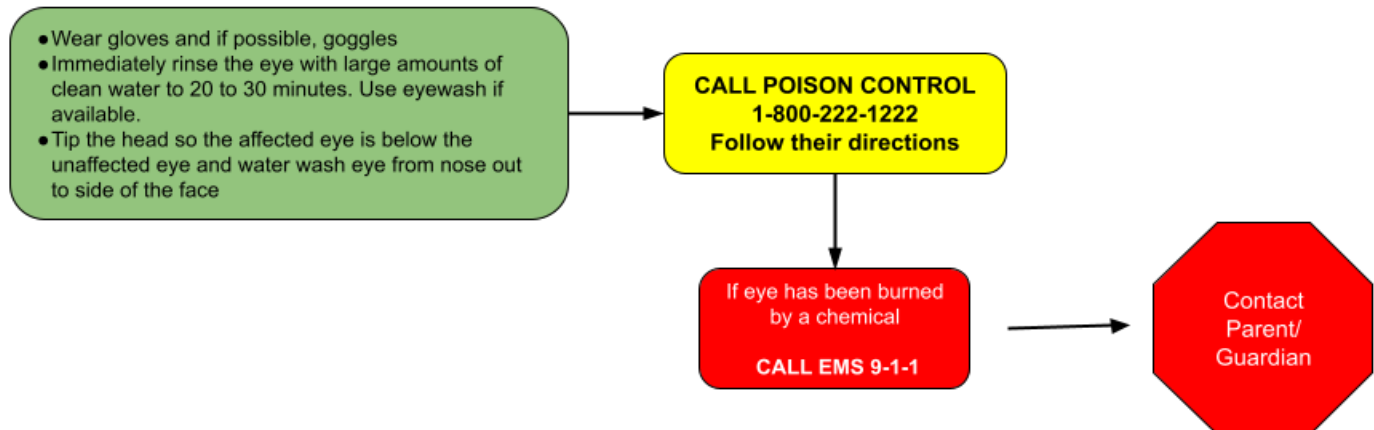 ●Wear gloves and if possible, goggles
●Immediately rinse the eye with large amounts of
clean water to 20 to 30 minutes. Use eyewash if
available.
●Tip the head so the affected eye is below the
unaffected eye and water wash eye from nose out
to side of the face
CALL POISON CONTROL
1-800-222-1222
Follow their directions
If eye has been burned
by a chemical
CALL EMS 9-1-1
Contact
Parent/
Guardian